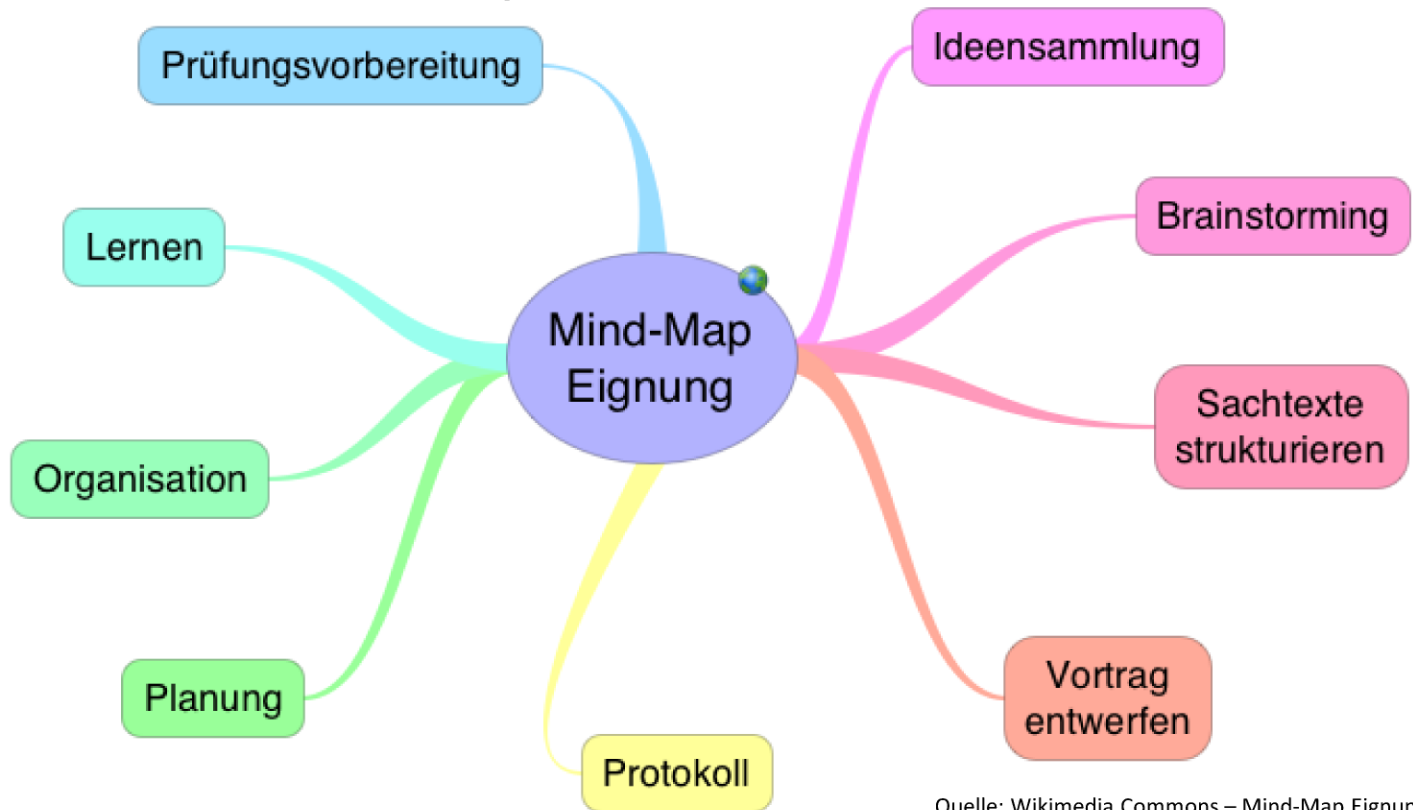 Prüfungsvorbereitung
Ideensammlung
Brainstorming
Lernen
Mind-Map
Eignung
Sachtexte
strukturieren
Organisation
Vortrag
entwerfen
Planung
Protokoll
Quelle: Wikimedia Commons – Mind-Map